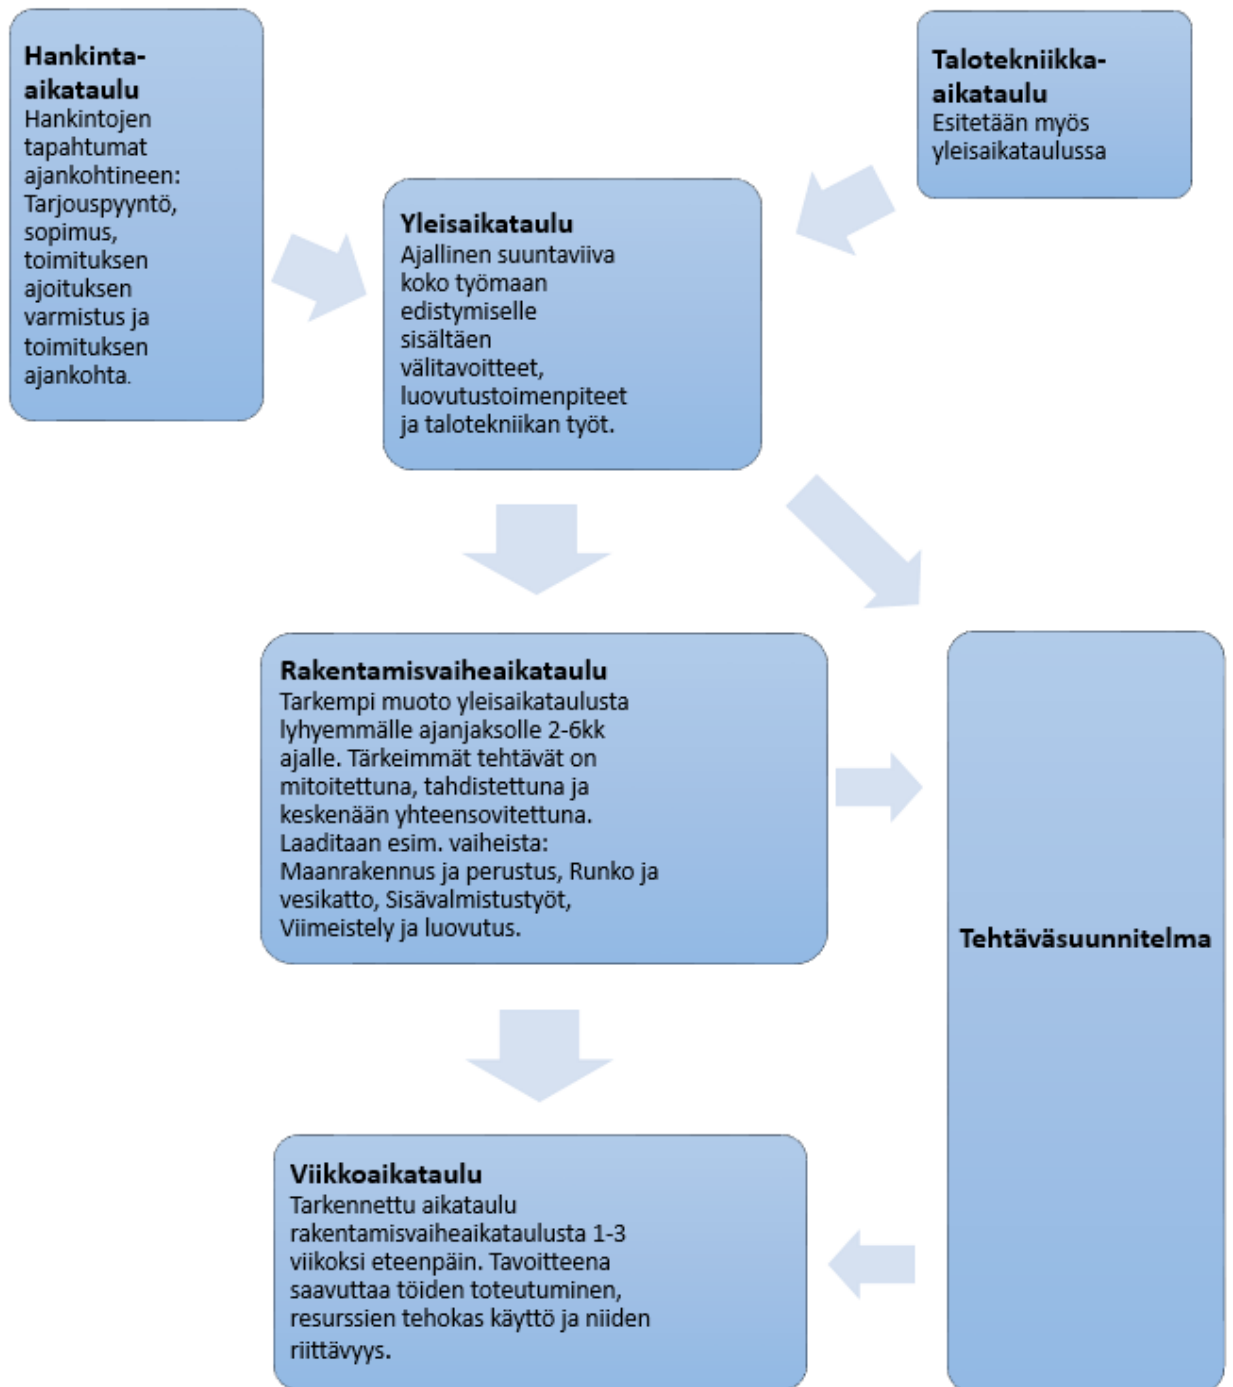 Hankinta-
aikataulu
Hankintojen
tapahtumat
ajankohtineen:
Tarjouspyyntö,
sopimus,
toimituksen
ajoituksen
varmistus ja
toimituksen
ajankohta.
Talotekniikka-
aikataulu
Esitetään myös
yleisaikataulussa
Yleisaikataulu
Ajallinen suuntaviiva
koko työmaan
edistymiselle
sisältäen
välitavoitteet,
luovutustoimenpiteet
ja talotekniikan työt.
Rakentamisvaiheaikataulu
Tarkempi muoto yleisaikataulusta
lyhyemmälle ajanjaksolle 2-6kk
ajalle. Tärkeimmät tehtävät on
mitoitettuna, tahdistettuna ja
keskenään yhteensovitettuna.
Laaditaan esim. vaiheista:
Maanrakennus ja perustus, Runko ja
vesikatto, Sisävalmistustyöt,
Viimeistely ja luovutus.
Tehtäväsuunnitelma
Viikkoaikataulu
Tarkennettu aikataulu
rakentamisvaiheaikataulusta 1-3
viikoksi eteenpäin. Tavoitteena
saavuttaa töiden toteutuminen,
resurssien tehokas käyttö ja niiden
riittävyys.